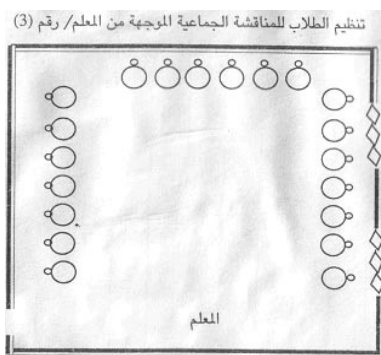 تنظيم الطلاب للمناقشة الجماعية الموجهة من المعلم/ رقم (3)
المعلم